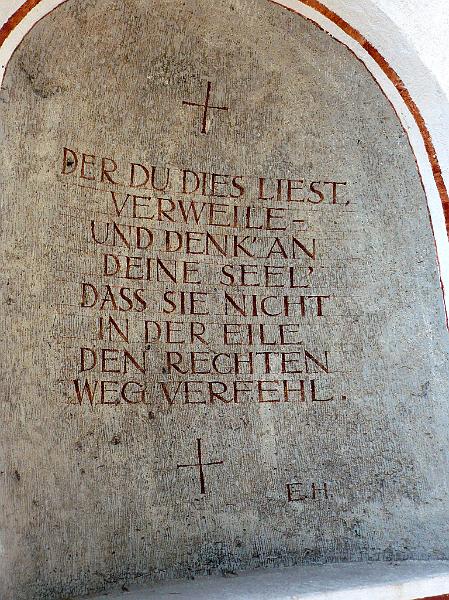 DER DU DIES LIEST,
VERWEILE –
UND DENK' AN
DEINE SEEL'
DASS SIE NICHT
IN DER EILE
DEN RECHTEN
WEG VERFEHL.
E.H.